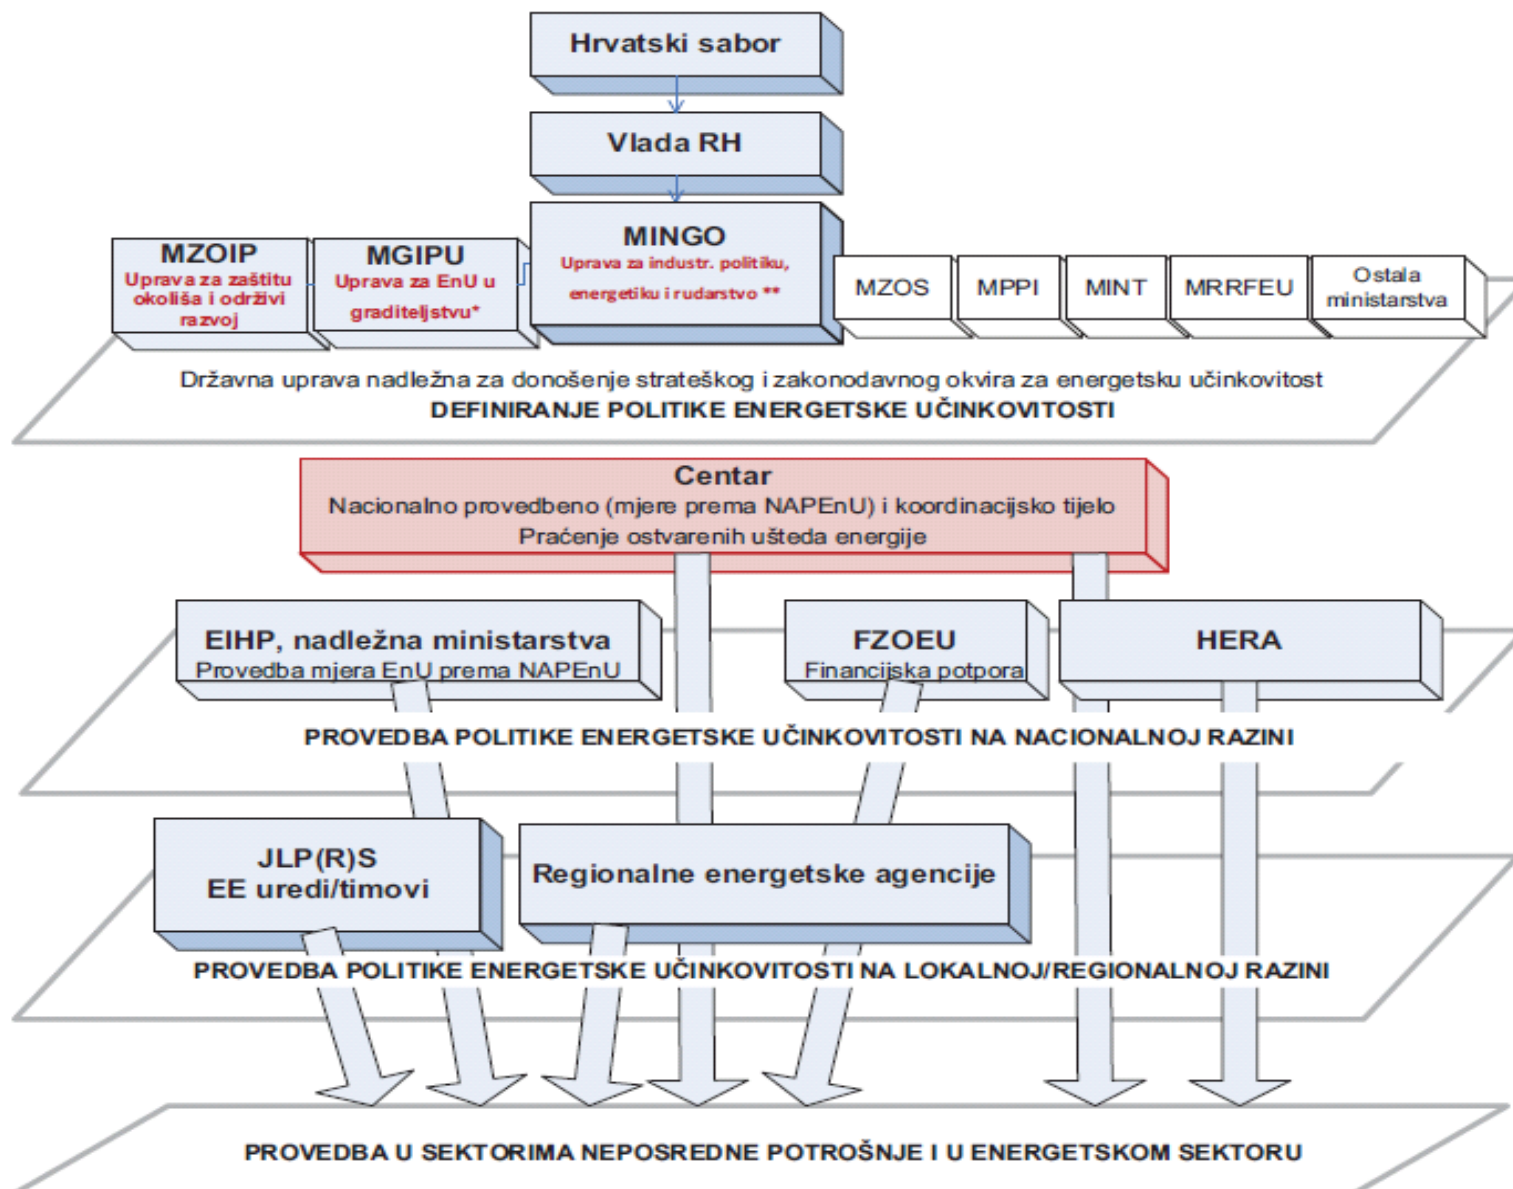 Hrvatski sabor
Vlada RH
MINGO
Uprava za industr. politiku,
energetiku i rudarstvo **
MZOIP
Uprava za zaštitu
okoliša i održivi
razvoj
MGIPU
Uprava za EnU u
graditeljstvu*
MZOS
MPPI
MINT
MRRFEU
Ostala
ministarstva
Državna uprava nadležna za donošenje strateškog i zakonodavnog okvira za energetsku učinkovitost
DEFINIRANJE POLITIKE ENERGETSKE UČINKOVITOSTI
Centar
Nacionalno provedbeno (mjere prema NAPEnU) i koordinacijsko tijelo
Praćenje ostvarenih ušteda energije
EIHP, nadležna ministarstva
Provedba mjera EnU prema NAPEnU
FZOEU
Financijska potpora
HERA
PROVEDBA POLITIKE ENERGETSKE UČINKOVITOSTI NA NACIONALNOJ RAZINI
JLP(R)S
EE uredi/timovi
Regionalne energetske agencije
PROVEDBA POLITIKE ENERGETSKE UČINKOVITOSTI NA LOKALNOJ/REGIONALNOJ RAZINI
PROVEDBA U SEKTORIMA NEPOSREDNE POTROŠNJE I U ENERGETSKOM SEKTORU